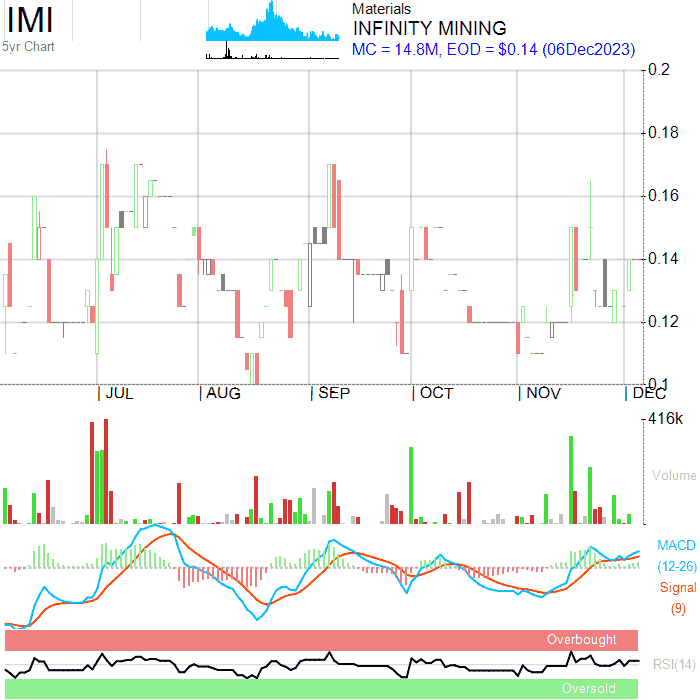 IMI
5yr Chart
Materials
INFINITY MINING
MC = 14.8M, EOD = $0.14 (06Dec2023)
0.2
0.18
0.16
0.14
0.12
0.1
JUL AUG SEP OCT NOV DEC
416k
Volume
MACD
(12-26)
Signal
(9)
Overbought
RSI(14)
Oversold